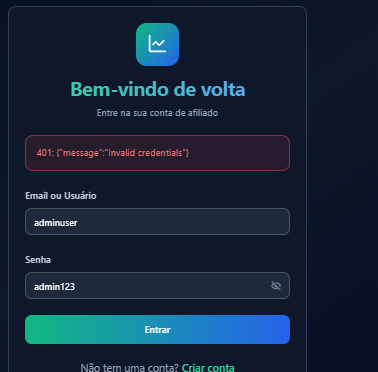 Bem-vindo de volta
Entre na sua conta de afiliado
401: {"message":"Invalid credentials"}
Email ou Usuário
adminuser
Senha
admin123
Entrar
Não tem uma conta? Criar conta